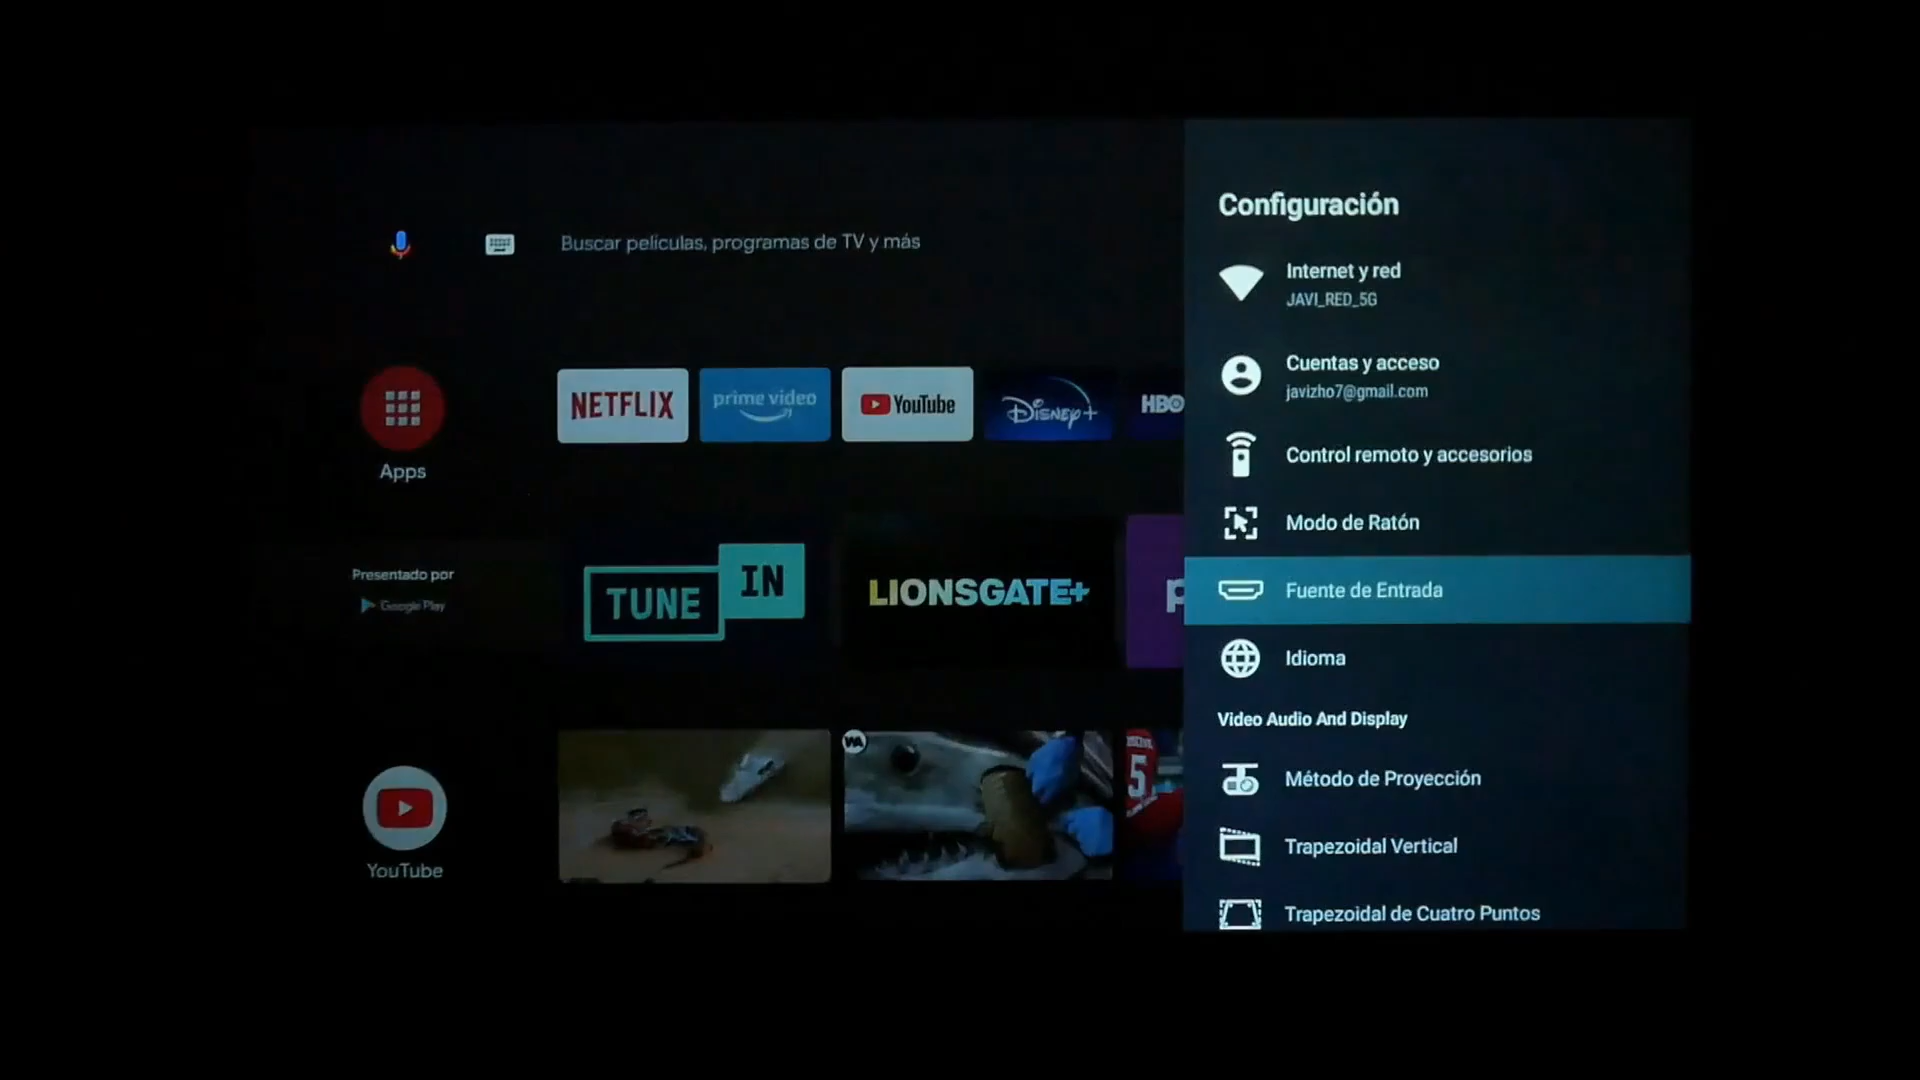 Buscar películas, programas de TV y más
Apps
NETFLIX
prime video
YouTube
Disney+
HBO
Presentado por
Google Play
TUNE IN
LIONSGATE+
P
YouTube
5
Configuración
Internet y red
JAVI_RED_5G
Cuentas y acceso
javizho7@gmail.com
Control remoto y accesorios
Modo de Ratón
Fuente de Entrada
Idioma
Video Audio And Display
Método de Proyección
Trapezoidal Vertical
Trapezoidal de Cuatro Puntos